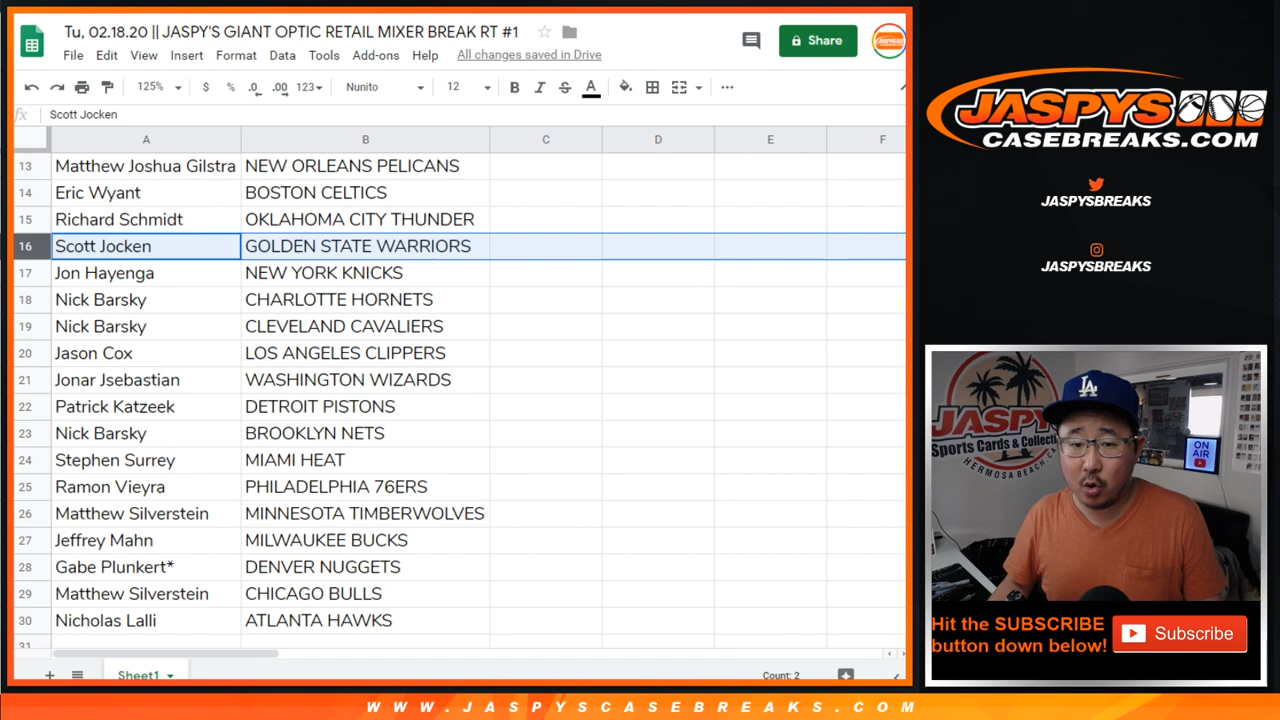 Tu, 02.18.20 || JASPY'S GIANT OPTIC RETAIL MIXER BREAK RT #1
File Edit View Insert Format Data Tools Add-ons Help All changes saved in Drive
Share
125% $ % .0 .00 123 Nunito 12 B I S A
fx Scott Jocken
A B C D E F
13 Matthew Joshua Gilstra NEW ORLEANS PELICANS
14 Eric Wyant BOSTON CELTICS
15 Richard Schmidt OKLAHOMA CITY THUNDER
16 Scott Jocken GOLDEN STATE WARRIORS
17 Jon Hayenga NEW YORK KNICKS
18 Nick Barsky CHARLOTTE HORNETS
19 Nick Barsky CLEVELAND CAVALIERS
20 Jason Cox LOS ANGELES CLIPPERS
21 Jonar Jsebastian WASHINGTON WIZARDS
22 Patrick Katzeek DETROIT PISTONS
23 Nick Barsky BROOKLYN NETS
24 Stephen Surrey MIAMI HEAT
25 Ramon Vieyra PHILADELPHIA 76ERS
26 Matthew Silverstein MINNESOTA TIMBERWOLVES
27 Jeffrey Mahn MILWAUKEE BUCKS
28 Gabe Plunkert* DENVER NUGGETS
29 Matthew Silverstein CHICAGO BULLS
30 Nicholas Lalli ATLANTA HAWKS
31
Sheet1 Count: 2
JASPYS
CASEBREAKS.COM
JASPYSBREAKS
JASPYSBREAKS
JASPYS
Sports Cards & Collecti
HERMOSA BEACH, CA
LA
ON
AIR
Hit the SUBSCRIBE
button down below!
Subscribe
WWW.JASPYSCASEBREAKS.COM